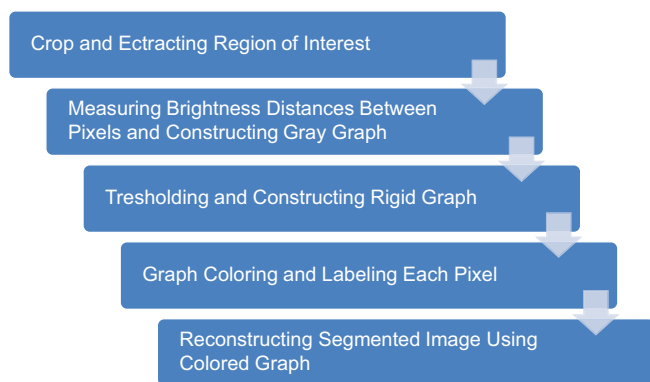 Crop and Ectracting Region of Interest
Measuring Brightness Distances Between
Pixels and Constructing Gray Graph
Tresholding and Constructing Rigid Graph
Graph Coloring and Labeling Each Pixel
Reconstructing Segmented Image Using
Colored Graph